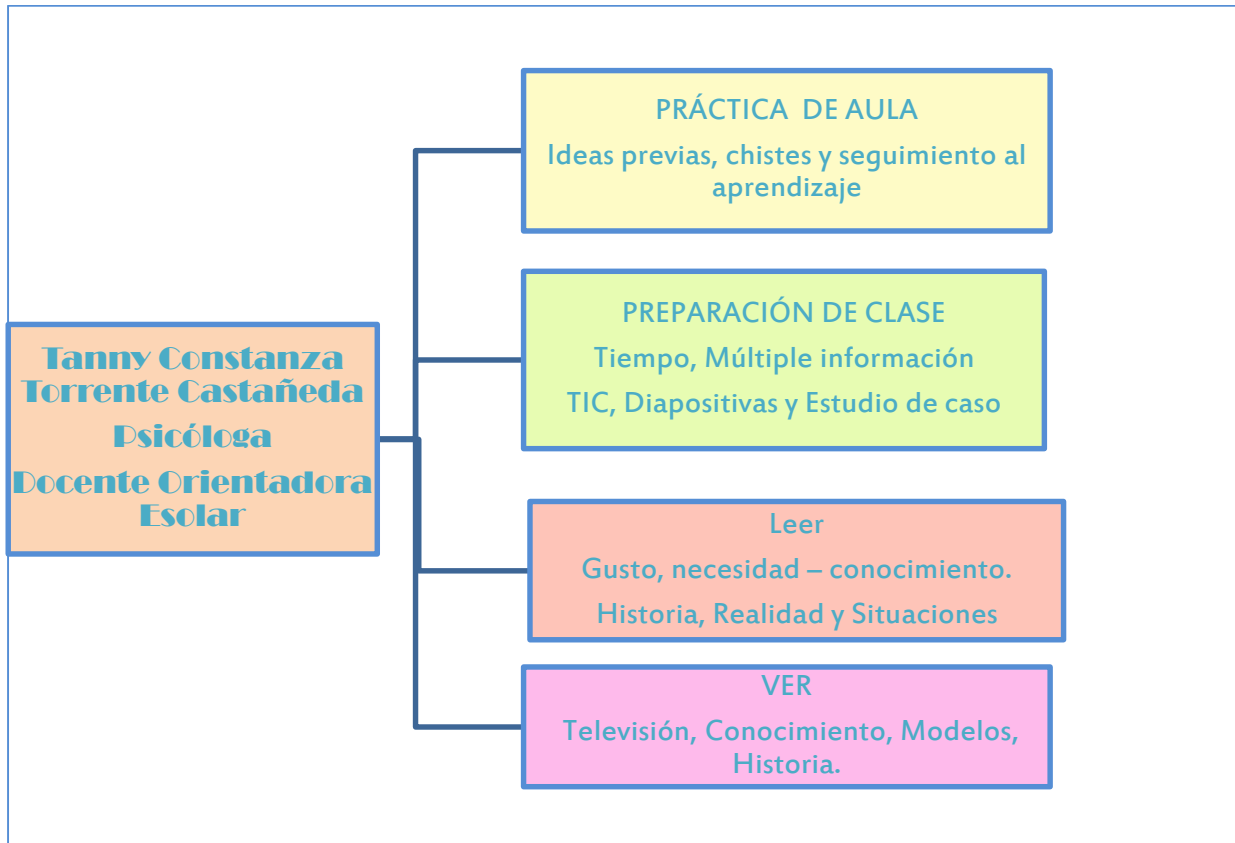 Tanny Constanza
Torrente Castañeda
Psicóloga
Docente Orientadora
Esolar
PRÁCTICA DE AULA
Ideas previas, chistes y seguimiento al
aprendizaje
PREPARACIÓN DE CLASE
Tiempo, Múltiple información
TIC, Diapositivas y Estudio de caso
Leer
Gusto, necesidad – conocimiento.
Historia, Realidad y Situaciones
VER
Televisión, Conocimiento, Modelos,
Historia.